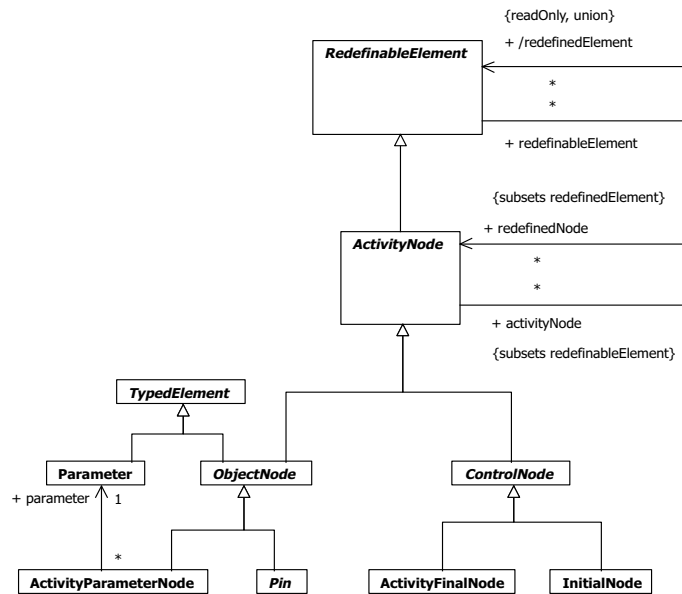 {readOnly, union}
+ /redefinedElement
RedefinableElement
*
*
+ redefinableElement
{subsets redefinedElement}
+ redefinedNode
ActivityNode
*
*
+ activityNode
{subsets redefinableElement}
TypedElement
Parameter
ObjectNode
ControlNode
+ parameter
1
*
ActivityParameterNode
Pin
ActivityFinalNode
InitialNode